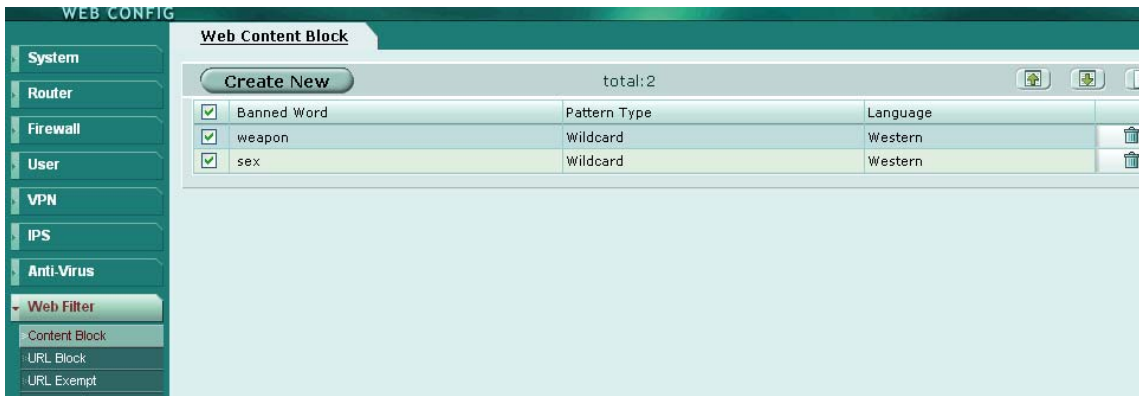 WEB CONFIG
System
Router
Firewall
User
VPN
IPS
Anti-Virus
Web Filter
Content Block
URL Block
URL Exempt
Web Content Block
Create New
total:2
Banned Word Pattern Type Language
weapon Wildcard Western
sex Wildcard Western